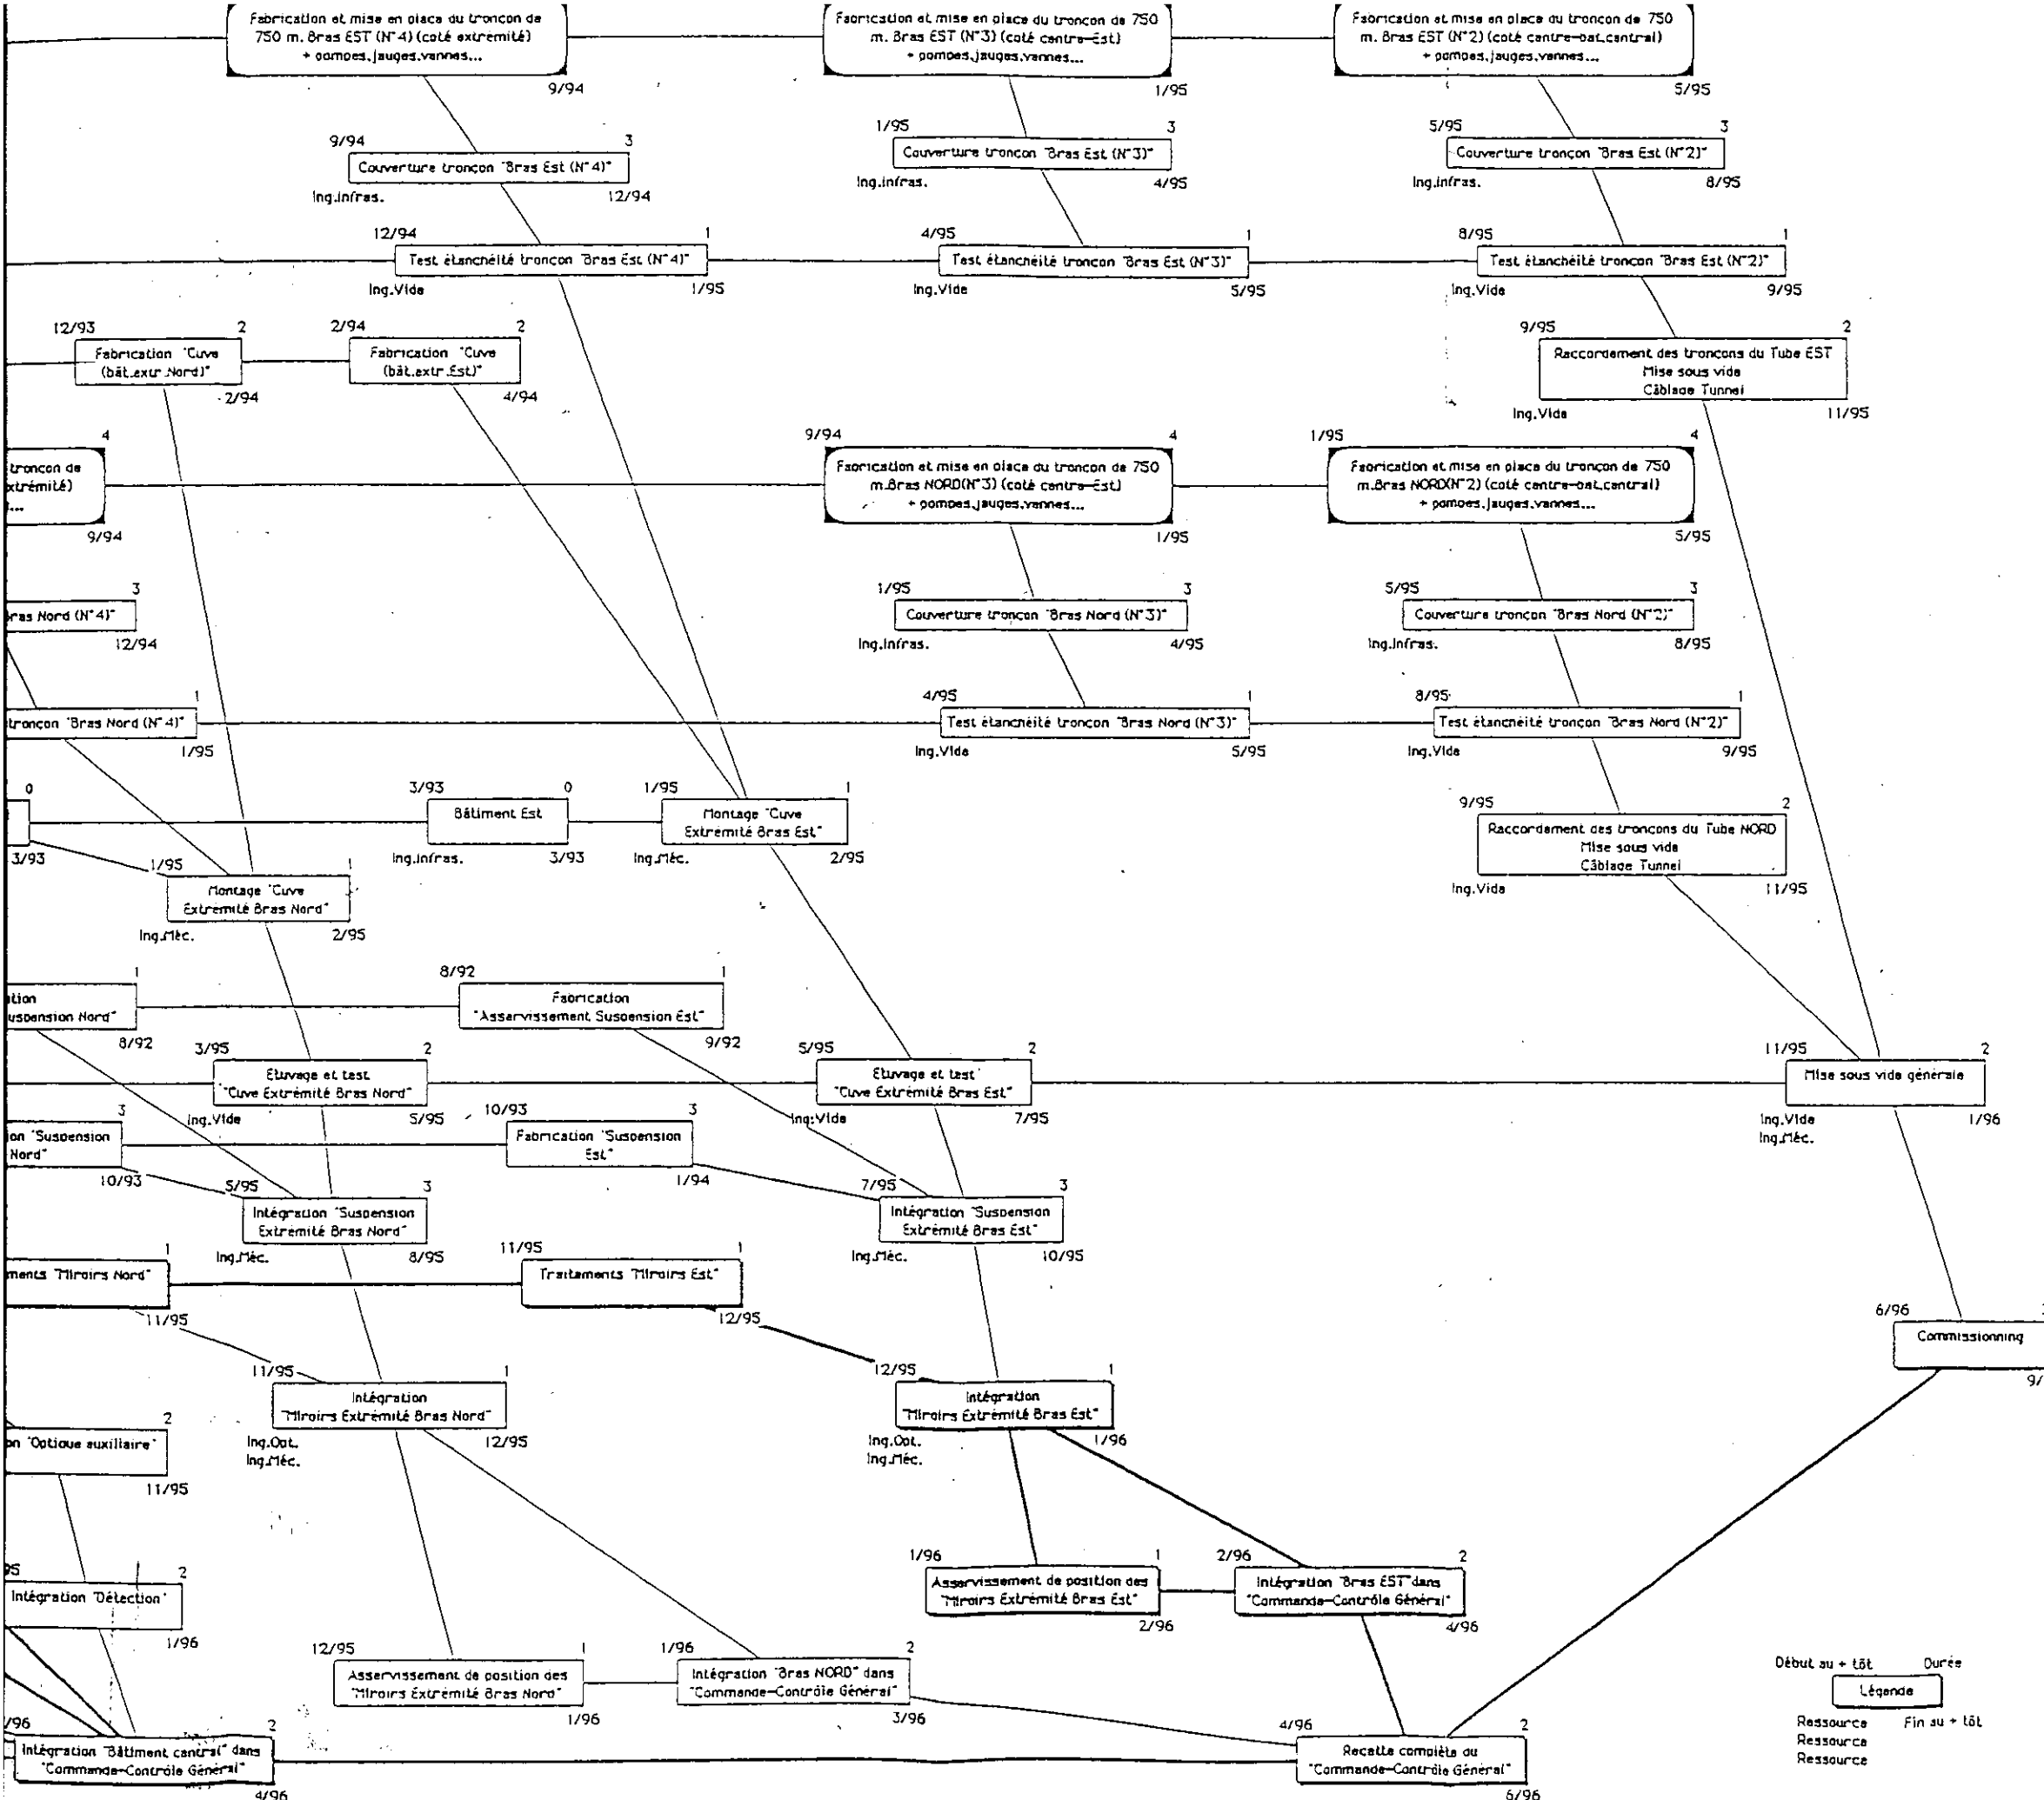 Fabrication et mise en place du tronçon de
750 m. Bras EST (N°4) (coté extrémité)
+ pompes,jauges,vannes...
9/94
Fabrication et mise en place du tronçon de 750
m. Bras EST (N°3) (coté centre-Est)
+ pompes,jauges,vannes...
1/95
Fabrication et mise en place du tronçon de 750
m. Bras EST (N°2) (coté centre-bat.central)
+ pompes,jauges,vannes...
5/95
9/94 3
Couverture tronçon "Bras Est (N°4)"
Ing.infras. 12/94
1/95 3
Couverture tronçon "Bras Est (N°3)"
Ing.infras. 4/95
5/95 3
Couverture tronçon "Bras Est (N°2)"
Ing.infras. 8/95
12/94 1
Test étanchéité tronçon "Bras Est (N°4)"
Ing.Vide 1/95
4/95 1
Test étanchéité tronçon "Bras Est (N°3)"
Ing.Vide 5/95
8/95 1
Test étanchéité tronçon "Bras Est (N°2)"
Ing.Vide 9/95
12/93 2
Fabrication "Cuve
(bât.extr.Nord)"
2/94
2/94 2
Fabrication "Cuve
(bât.extr.Est)"
4/94
9/95 2
Raccordement des troncons du Tube EST
Mise sous vide
Câblage Tunnel
Ing.Vide 11/95
4
tronçon de
xtrémité)
...
9/94
9/94 4
Fabrication et mise en place du tronçon de 750
m.Bras NORD(N°3) (coté centre-Est)
+ pompes,jauges,vannes...
1/95
1/95 4
Fabrication et mise en place du tronçon de 750
m.Bras NORD(N°2) (coté centre-bat.central)
+ pompes,jauges,vannes...
5/95
3
Bras Nord (N°4)"
12/94
1/95 3
Couverture tronçon "Bras Nord (N°3)"
Ing.infras. 4/95
5/95 3
Couverture tronçon "Bras Nord (N°2)"
Ing.infras. 8/95
1
tronçon "Bras Nord (N°4)"
1/95
4/95 1
Test étanchéité tronçon "Bras Nord (N°3)"
Ing.Vide 5/95
8/95 1
Test étanchéité tronçon "Bras Nord (N°2)"
Ing.Vide 9/95
0
3/93
3/93 0
Bâtiment Est
Ing.infras. 3/93
1/95 1
Montage "Cuve
Extrémité Bras Est"
Ing.Méc. 2/95
9/95 2
Raccordement des troncons du Tube NORD
Mise sous vide
Câblage Tunnel
Ing.Vide 11/95
1/95 1
Montage "Cuve
Extrémité Bras Nord"
Ing.Méc. 2/95
1
ation
uspension Nord"
8/92
8/92 1
Fabrication
"Asservissement Suspension Est"
9/92
3/95 2
Etuvage et test
"Cuve Extrémité Bras Nord"
Ing.Vide 5/95
5/95 2
Etuvage et test
"Cuve Extrémité Bras Est"
Ing.Vide 7/95
11/95 2
Mise sous vide générale
Ing.Vide 1/96
Ing.Méc.
3
on "Suspension
Nord"
10/93
10/93 3
Fabrication "Suspension
Est"
1/94
5/95 3
Intégration "Suspension
Extrémité Bras Nord"
Ing.Méc. 8/95
7/95 3
Intégration "Suspension
Extrémité Bras Est"
Ing.Méc. 10/95
1
ments "Miroirs Nord"
11/95
11/95 1
Traitements "Miroirs Est"
12/95
6/96
Commissionning
9/
11/95 1
Intégration
"Miroirs Extrémité Bras Nord"
Ing.Opt. 12/95
Ing.Méc.
12/95 1
Intégration
"Miroirs Extrémité Bras Est"
Ing.Opt. 1/96
Ing.Méc.
2
on "Optique auxiliaire"
11/95
95 2
Intégration "Détection"
1/96
1/96 1
Asservissement de position des
"Miroirs Extrémité Bras Est"
2/96
2/96 2
Intégration "Bras EST" dans
"Commande-Contrôle Général"
4/96
12/95 1
Asservissement de position des
"Miroirs Extrémité Bras Nord"
1/96
1/96 2
Intégration "Bras NORD" dans
"Commande-Contrôle Général"
3/96
/96 2
Intégration "Bâtiment central" dans
"Commande-Contrôle Général"
4/96
4/96 2
Recette complète du
"Commande-Contrôle Général"
6/96
Début au + tôt Durée
Légende
Ressource Fin au + tôt
Ressource
Ressource